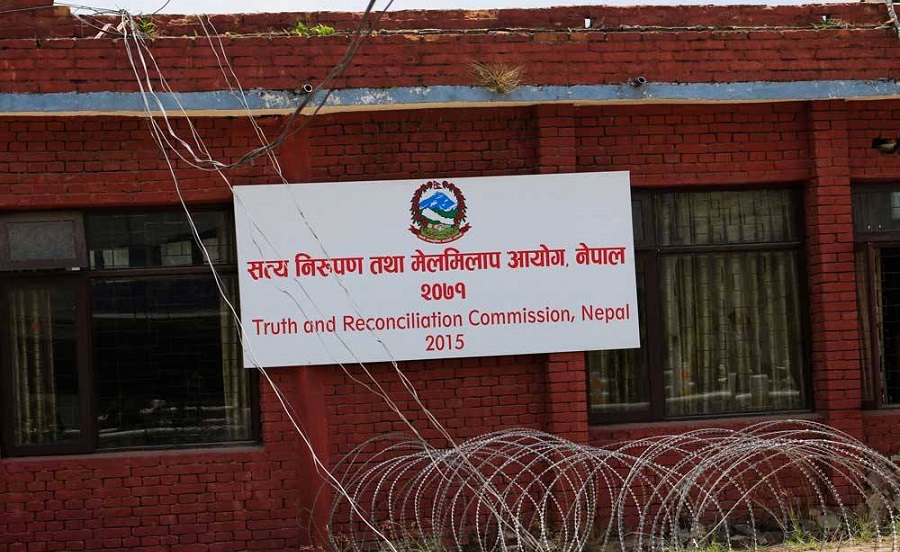 सत्य निरुपण तथा मेलमिलाप आयोग, नेपाल
२०७१
Truth and Reconciliation Commission, Nepal
2015